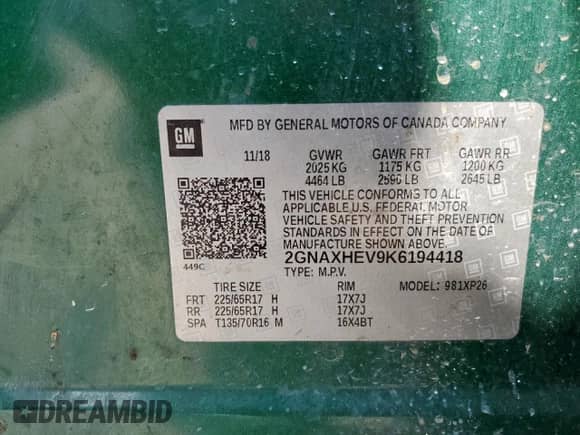 GM
MFD BY GENERAL MOTORS OF CANADA COMPANY
11/18 GVWR GAWR FRT GAWR RR
2025 KG 1175 KG 1200 KG
4464 LB 2590 LB 2645 LB
THIS VEHICLE CONFORMS TO ALL
APPLICABLE U.S. FEDERAL MOTOR
VEHICLE SAFETY AND THEFT PREVENTION
STANDARDS IN EFFECT ON THE DATE OF
MANUFACTURE SHOWN ABOVE.
449C 2GNAXHEV9K6194418
TYPE: M.P.V.
TIRE SIZE RIM MODEL: 981XP26
FRT 225/65R17 H 17X7J
RR 225/65R17 H 17X7J
SPA T135/70R16 M 16X4BT
DREAMBID